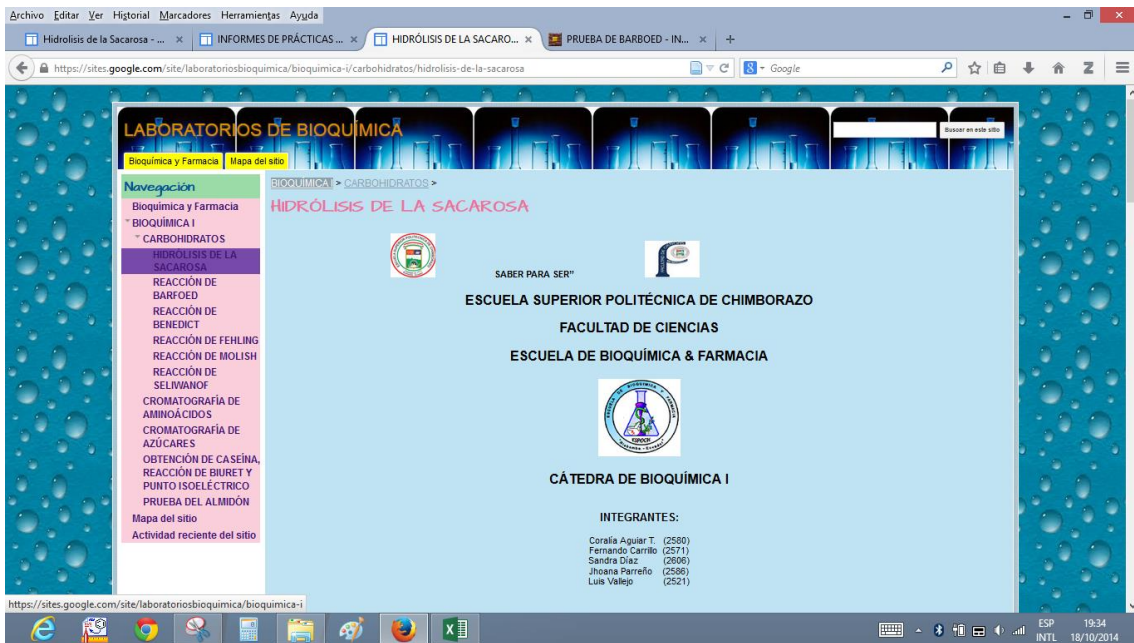 Archivo Editar Ver Historial Marcadores Herramientas Ayuda
Hidrolisis de la Sacarosa - ... × INFORMES DE PRÁCTICAS ... × HIDRÓLISIS DE LA SACARO... × PRUEBA DE BARBOED - IN... × +
https://sites.google.com/site/laboratoriosbioquimica/bioquimica-i/carbohidratos/hidrolisis-de-la-sacarosa
Google
LABORATORIOS DE BIOQUÍMICA
Buscar en este sitio
Bioquímica y Farmacia Mapa del sitio
Navegación
Bioquímica y Farmacia
BIOQUÍMICA I
CARBOHIDRATOS
HIDRÓLISIS DE LA
SACAROSA
REACCIÓN DE
BARFOED
REACCIÓN DE
BENEDICT
REACCIÓN DE FEHLING
REACCIÓN DE MOLISH
REACCIÓN DE
SELIWANOF
CROMATOGRAFÍA DE
AMINOÁCIDOS
CROMATOGRAFÍA DE
AZÚCARES
OBTENCIÓN DE CASEÍNA,
REACCIÓN DE BIURET Y
PUNTO ISOELÉCTRICO
PRUEBA DEL ALMIDÓN
Mapa del sitio
Actividad reciente del sitio
BIOQUÍMICA I > CARBOHIDRATOS >
HIDRÓLISIS DE LA SACAROSA
SABER PARA SER"
ESCUELA SUPERIOR POLITÉCNICA DE CHIMBORAZO
FACULTAD DE CIENCIAS
ESCUELA DE BIOQUÍMICA & FARMACIA
ESPOCH
CÁTEDRA DE BIOQUÍMICA I
INTEGRANTES:
Coralía Aguiar T. (2580)
Fernando Carrillo (2571)
Sandra Díaz (2606)
Jhoana Parreño (2586)
Luis Vallejo (2521)
https://sites.google.com/site/laboratoriosbioquimica/bioquimica-i
ESP 19:34
INTL 18/10/2014